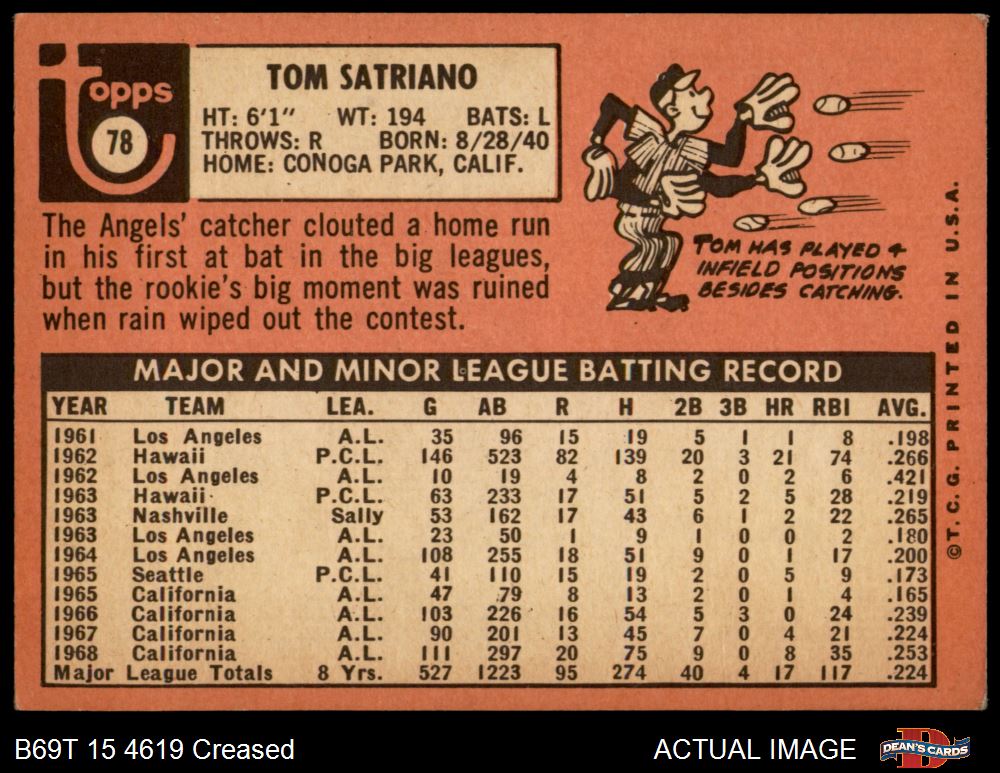 Topps
78
TOM SATRIANO
HT: 6'1" WT: 194 BATS: L
THROWS: R BORN: 8/28/40
HOME: CONOGA PARK, CALIF.
The Angels' catcher clouted a home run
in his first at bat in the big leagues,
but the rookie's big moment was ruined
when rain wiped out the contest.
TOM HAS PLAYED 4
INFIELD POSITIONS
BESIDES CATCHING.
MAJOR AND MINOR LEAGUE BATTING RECORD
YEAR TEAM LEA. G AB R H 2B 3B HR RBI AVG.
1961 Los Angeles A.L. 35 96 15 19 5 1 1 8 .198
1962 Hawaii P.C.L. 146 523 82 139 20 3 21 74 .266
1962 Los Angeles A.L. 10 19 4 8 2 0 2 6 .421
1963 Hawaii P.C.L. 63 233 17 51 5 2 5 28 .219
1963 Nashville Sally 53 162 17 43 6 1 2 22 .265
1963 Los Angeles A.L. 23 50 1 9 1 0 0 2 .180
1964 Los Angeles A.L. 108 255 18 51 9 0 1 17 .200
1965 Seattle P.C.L. 41 110 15 19 2 0 5 9 .173
1965 California A.L. 47 79 8 13 2 0 1 4 .165
1966 California A.L. 103 226 16 54 5 3 0 24 .239
1967 California A.L. 90 201 13 45 7 0 4 21 .224
1968 California A.L. 111 297 20 75 9 0 8 35 .253
Major League Totals 8 Yrs. 527 1223 95 274 40 4 17 117 .224
©T.C.G. PRINTED IN U.S.A.
B69T 15 4619 Creased
ACTUAL IMAGE
DEAN'S CARDS